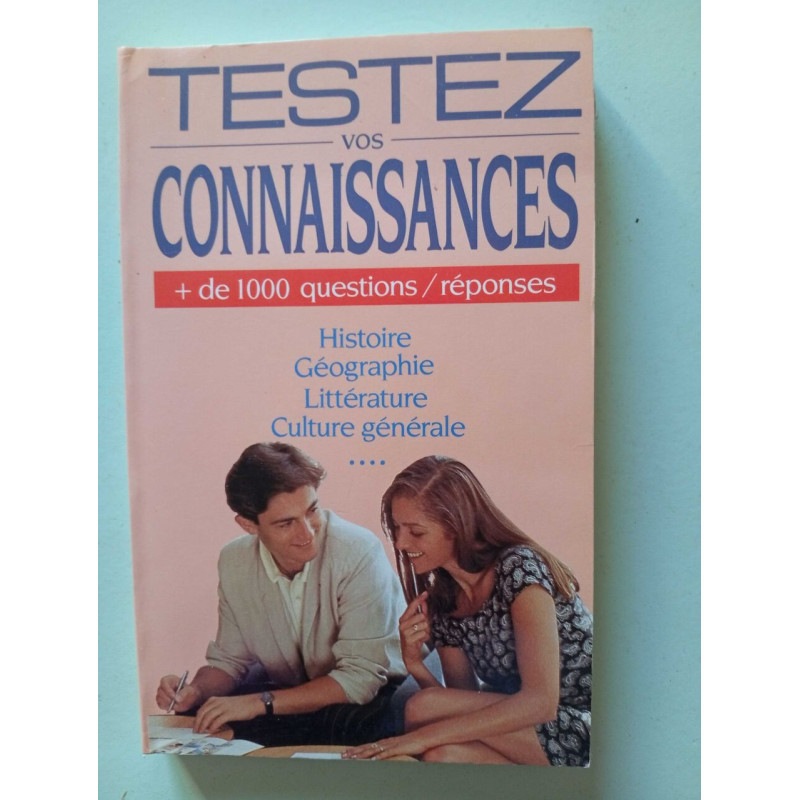 TESTEZ
VOS
CONNAISSANCES
+ de 1000 questions / réponses
Histoire
Géographie
Littérature
Culture générale
....